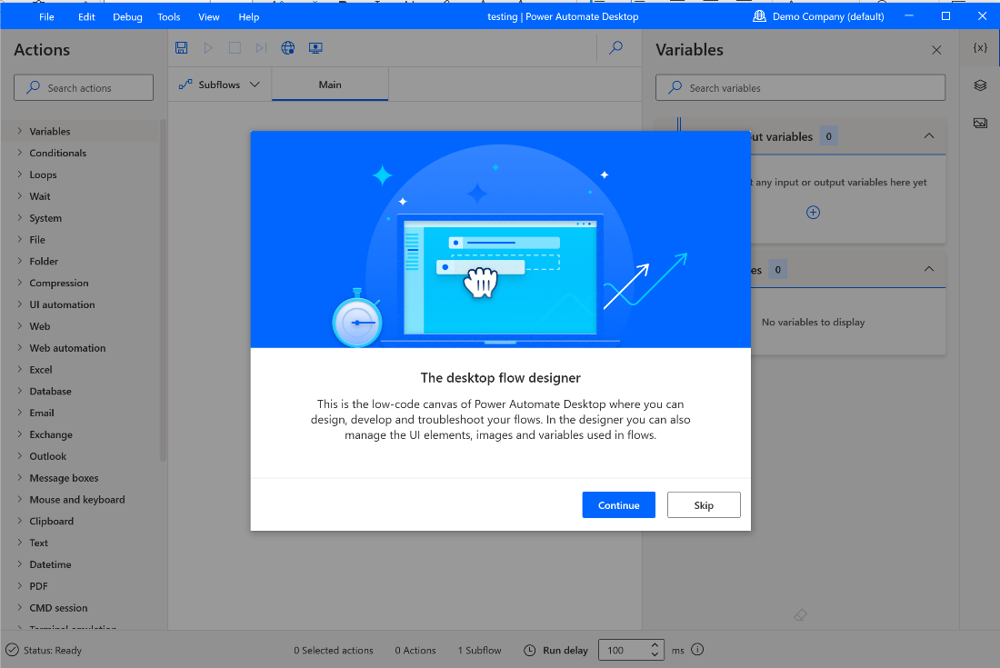 File Edit Debug Tools View Help
testing | Power Automate Desktop
Demo Company (default)
Actions
Search actions
Variables
Conditionals
Loops
Wait
System
File
Folder
Compression
UI automation
Web
Web automation
Excel
Database
Email
Exchange
Outlook
Message boxes
Mouse and keyboard
Clipboard
Text
Datetime
PDF
CMD session
Terminal emulation
Subflows
Main
The desktop flow designer
This is the low-code canvas of Power Automate Desktop where you can
design, develop and troubleshoot your flows. In the designer you can also
manage the UI elements, images and variables used in flows.
Continue
Skip
Variables
{x}
Search variables
variables 0
any input or output variables here yet
0
No variables to display
Status: Ready
0 Selected actions
0 Actions
1 Subflow
Run delay
100
ms